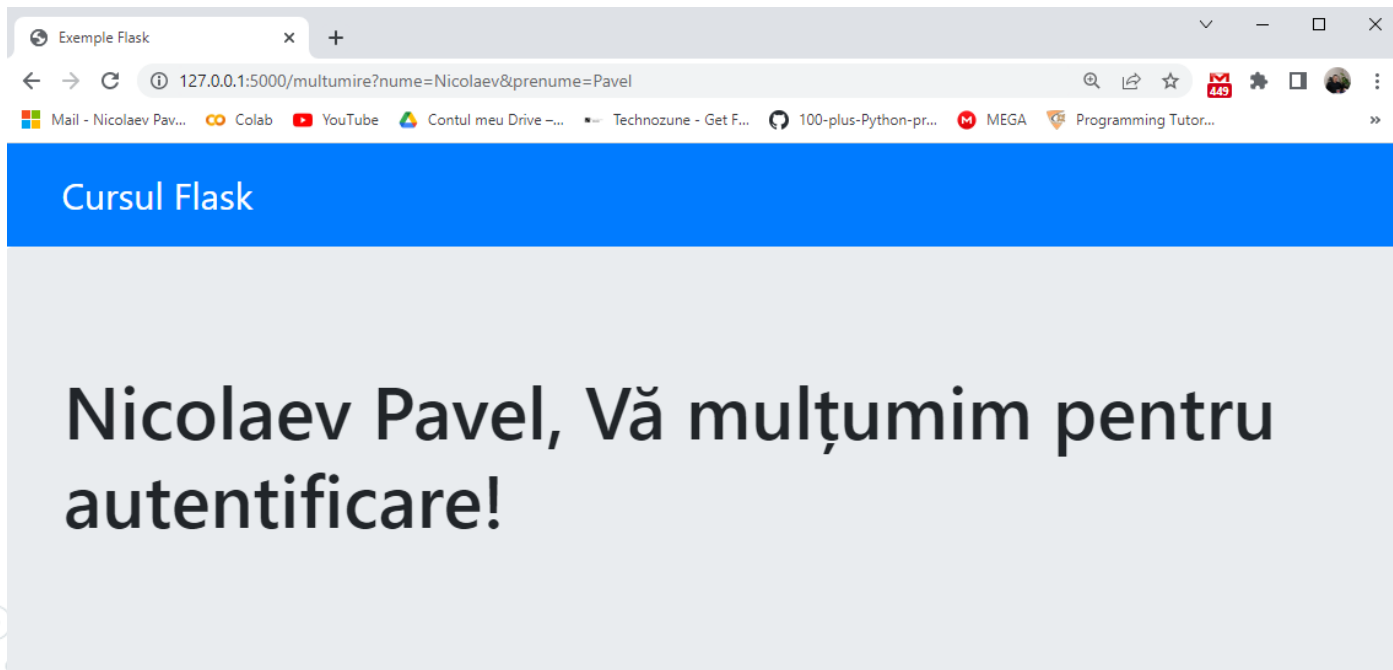 Exemple Flask
127.0.0.1:5000/multumire?nume=Nicolaev&prenume=Pavel
449
Mail - Nicolaev Pav... Colab YouTube Contul meu Drive –... Technozune - Get F... 100-plus-Python-pr... MEGA Programming Tutor... »
Cursul Flask
Nicolaev Pavel, Vă mulțumim pentru
autentificare!